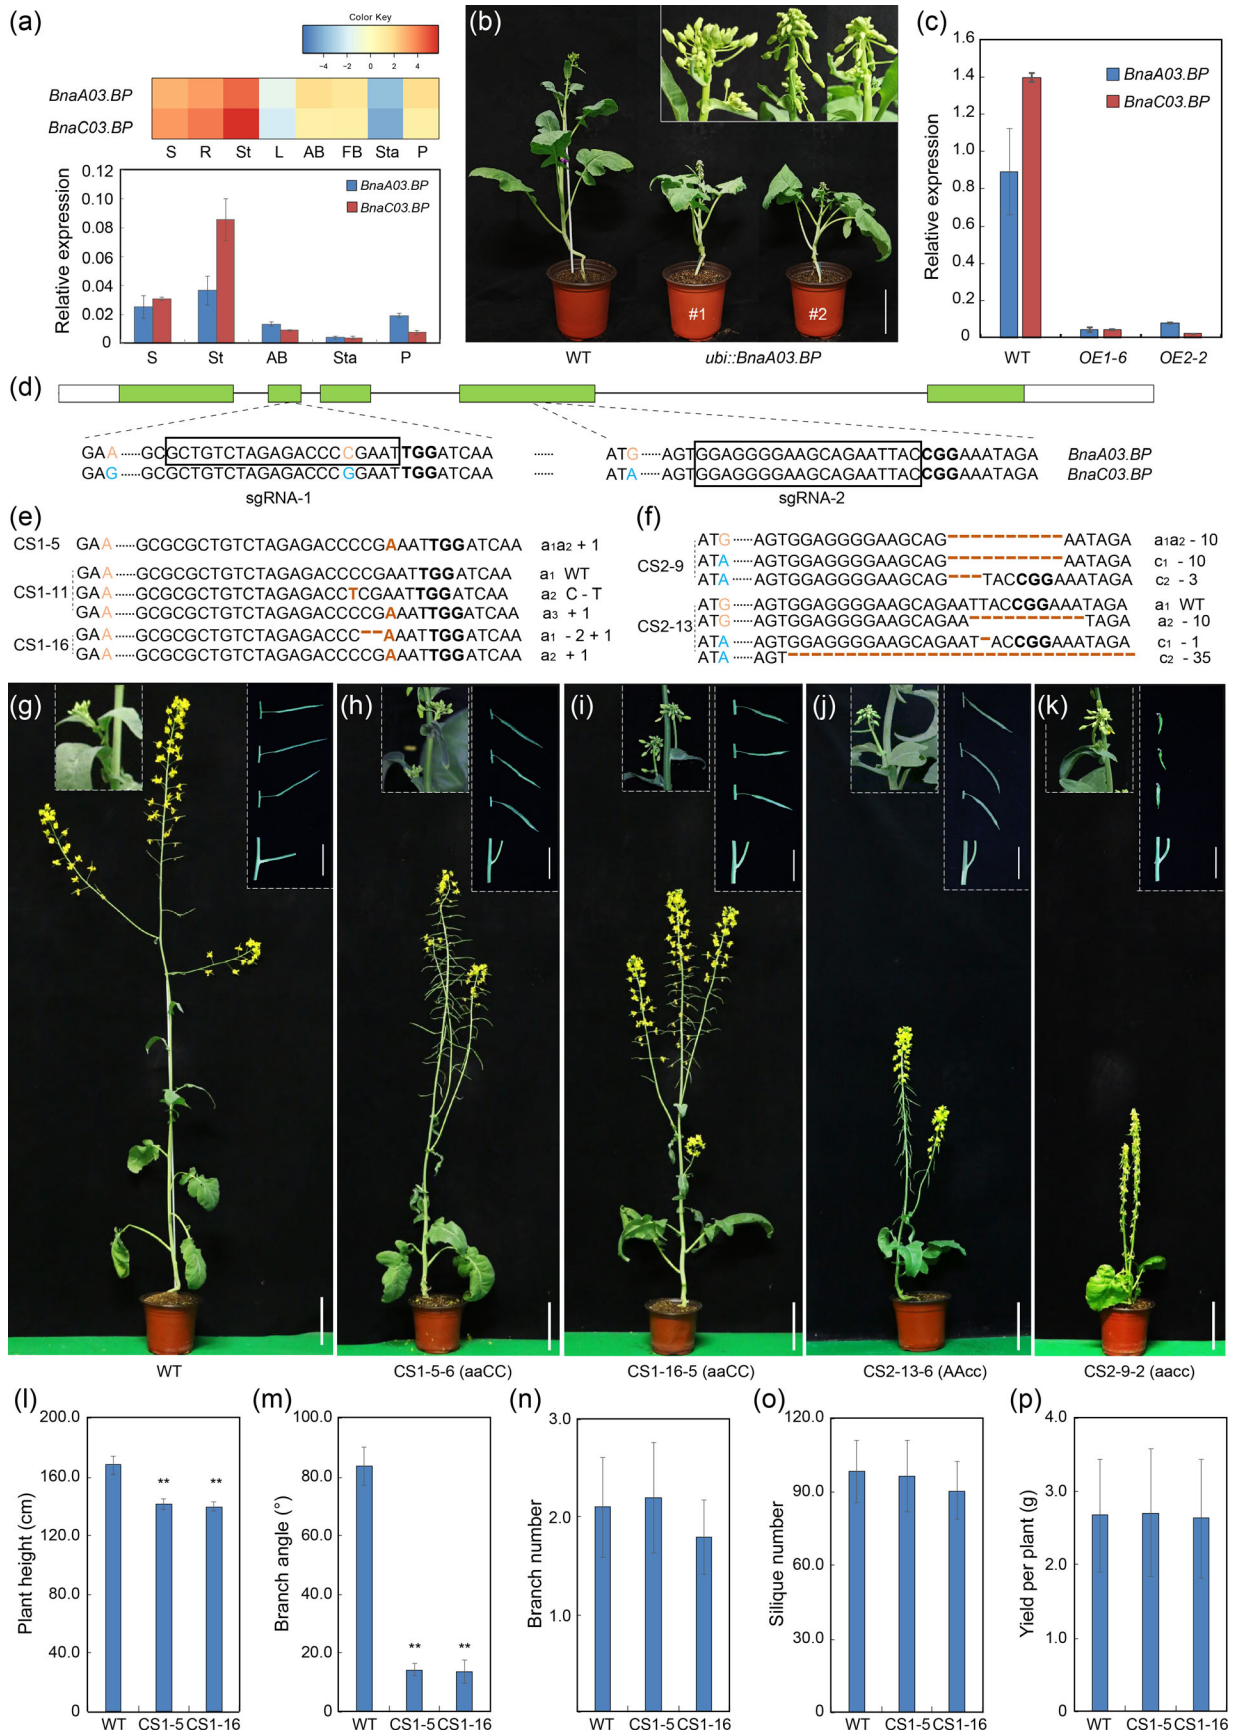 (a)
Color Key
−4 −2 0 2 4
BnaA03.BP
BnaC03.BP
S R St L AB FB Sta P
Relative expression
0.12
0.10
0.08
0.06
0.04
0.02
0
BnaA03.BP
BnaC03.BP
S St AB Sta P
(b)
#1 #2
WT ubi::BnaA03.BP
(c)
Relative expression
1.6
1.4
1.2
1.0
0.8
0.6
0.4
0.2
0
BnaA03.BP
BnaC03.BP
WT OE1-6 OE2-2
(d)
GAA······GCGCTGTCTAGAGACCCCGAATTGGATCAA ······ ATG·····AGTGGAGGGGAAGCAGAATTACCGGAAATAGA BnaA03.BP
GAG······GCGCTGTCTAGAGACCCGGAATTGGATCAA ATA·····AGTGGAGGGGAAGCAGAATTACCGGAAATAGA BnaC03.BP
sgRNA-1 sgRNA-2
(e)
CS1-5 GAA······GCGCGCTGTCTAGAGACCCCGAAATTGGATCAA a1a2 + 1
GAA······GCGCGCTGTCTAGAGACCCCGAATTGGATCAA a1 WT
CS1-11 GAA······GCGCGCTGTCTAGAGACCTCGAATTGGATCAA a2 C - T
GAA······GCGCGCTGTCTAGAGACCCCGAAATTGGATCAA a3 + 1
CS1-16 GAA······GCGCGCTGTCTAGAGACCC--AAATTGGATCAA a1 - 2 + 1
GAA······GCGCGCTGTCTAGAGACCCCGAAATTGGATCAA a2 + 1
(f)
ATG·····AGTGGAGGGGAAGCAG----------AATAGA a1a2 - 10
CS2-9 ATA·····AGTGGAGGGGAAGCAG----------AATAGA c1 - 10
ATA·····AGTGGAGGGGAAGCAG---TACCGGAAATAGA c2 - 3
ATG·····AGTGGAGGGGAAGCAGAATTACCGGAAATAGA a1 WT
CS2-13 ATG·····AGTGGAGGGGAAGCAGAA----------TAGA a2 - 10
ATA·····AGTGGAGGGGAAGCAGAAT-ACCGGAAATAGA c1 - 1
ATA·····AGT----------------------------------- c2 - 35
(g)
(h)
(i)
(j)
(k)
WT
CS1-5-6 (aaCC)
CS1-16-5 (aaCC)
CS2-13-6 (AAcc)
CS2-9-2 (aacc)
(l)
Plant height (cm)
200.0
160.0
120.0
80.0
40.0
0
** **
WT CS1-5 CS1-16
(m)
Branch angle (°)
100.0
80.0
60.0
40.0
20.0
0
** **
WT CS1-5 CS1-16
(n)
Branch number
3.0
2.0
1.0
WT CS1-5 CS1-16
(o)
Silique number
120.0
90.0
60.0
30.0
0
WT CS1-5 CS1-16
(p)
Yield per plant (g)
4.0
3.0
2.0
1.0
0
WT CS1-5 CS1-16